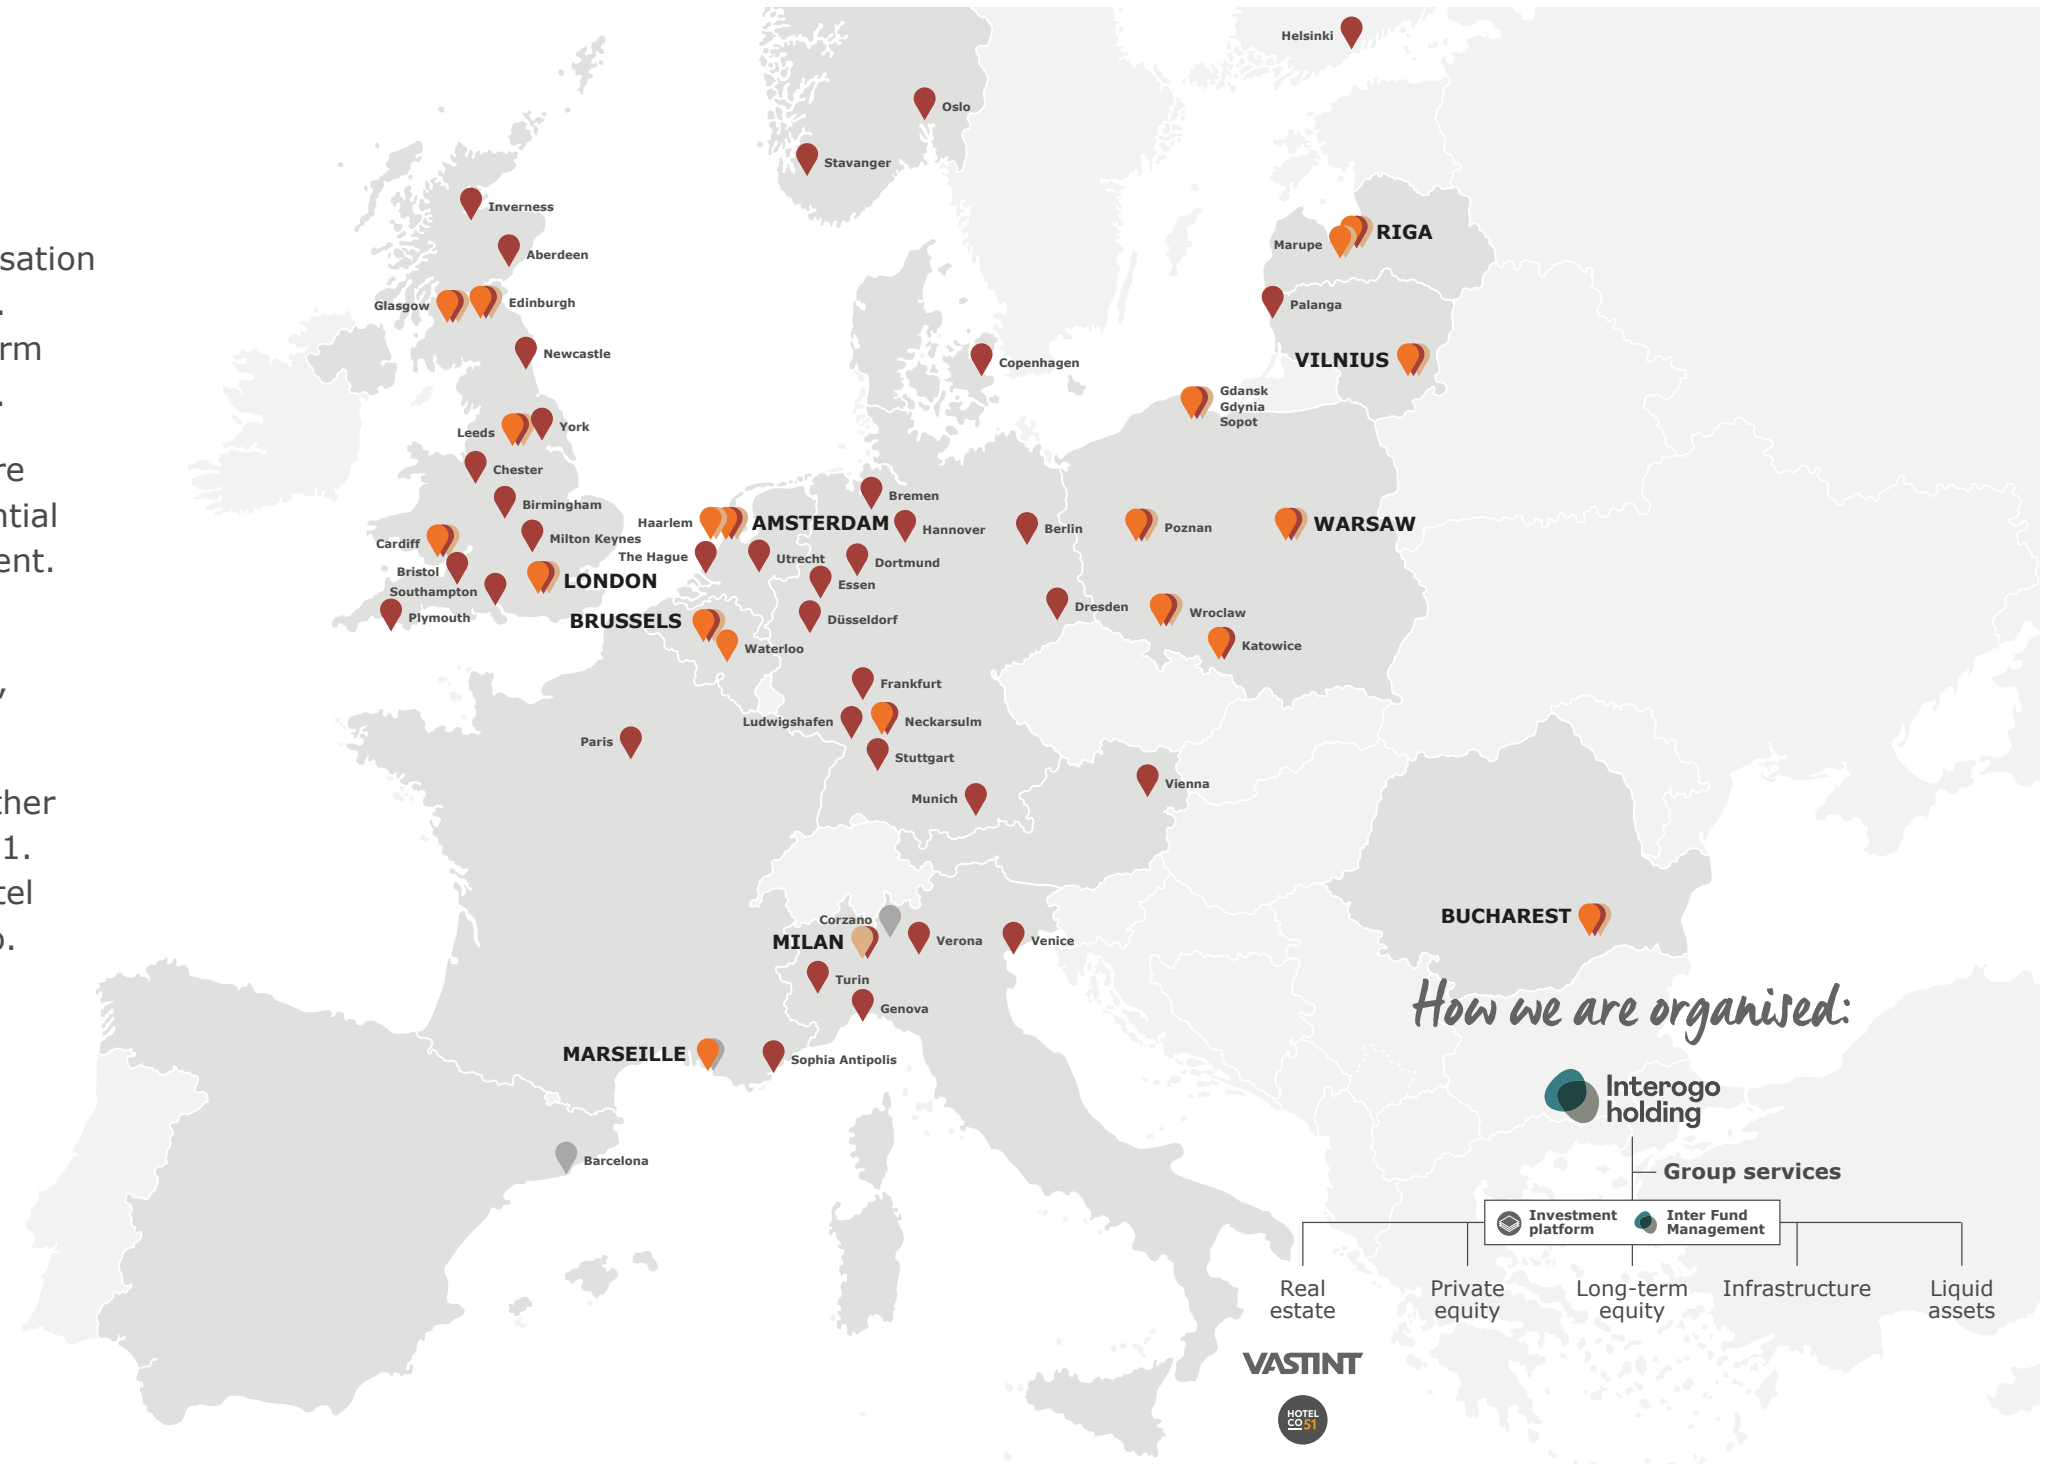 sation
.
rm
.
re
ntial
ent.
,
ther
1.
tel
o.
Helsinki
Oslo
Stavanger
Inverness
Aberdeen
Glasgow
Edinburgh
Newcastle
Leeds
York
Chester
Birmingham
Milton Keynes
Cardiff
Bristol
Southampton
Plymouth
LONDON
Copenhagen
RIGA
Marupe
Palanga
VILNIUS
Gdansk
Gdynia
Sopot
Haarlem
AMSTERDAM
The Hague
Utrecht
Bremen
Hannover
Berlin
Dortmund
Essen
Düsseldorf
Dresden
Poznan
WARSAW
Wroclaw
Katowice
BRUSSELS
Waterloo
Frankfurt
Ludwigshafen
Neckarsulm
Stuttgart
Munich
Paris
Vienna
BUCHAREST
Corzano
MILAN
Verona
Venice
Turin
Genova
MARSEILLE
Sophia Antipolis
Barcelona
How we are organised:
Interogo
holding
Group services
Investment
platform
Inter Fund
Management
Real
estate
Private
equity
Long-term
equity
Infrastructure
Liquid
assets
VASTINT
HOTEL
CO51